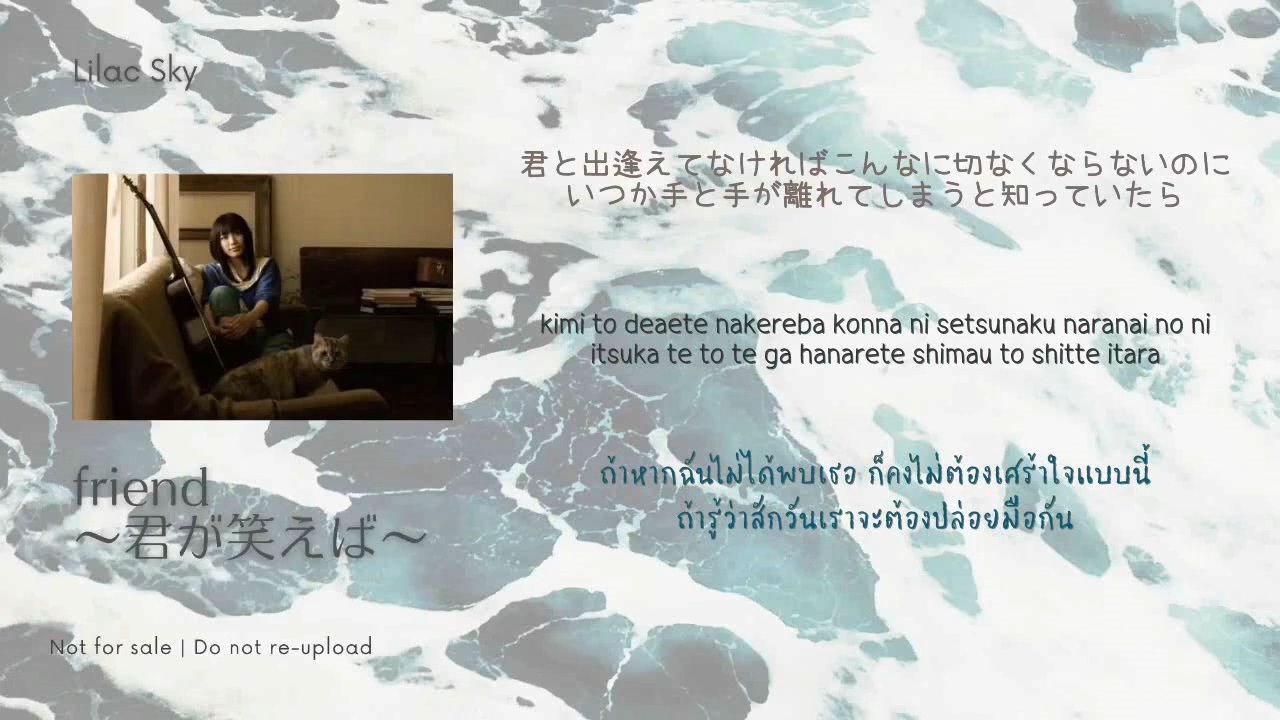 Lilac Sky
君と出逢えてなければこんなに切なくならないのに
いつか手と手が離れてしまうと知っていたら
kimi to deaete nakereba konna ni setsunaku naranai no ni
itsuka te to te ga hanarete shimau to shitte itara
ถ้าหากฉันไม่ได้พบเธอ ก็คงไม่ต้องเศร้าใจแบบนี้
ถ้ารู้ว่าสักวันเราจะต้องปล่อยมือกัน
friend
～君が笑えば～
Not for sale | Do not re-upload